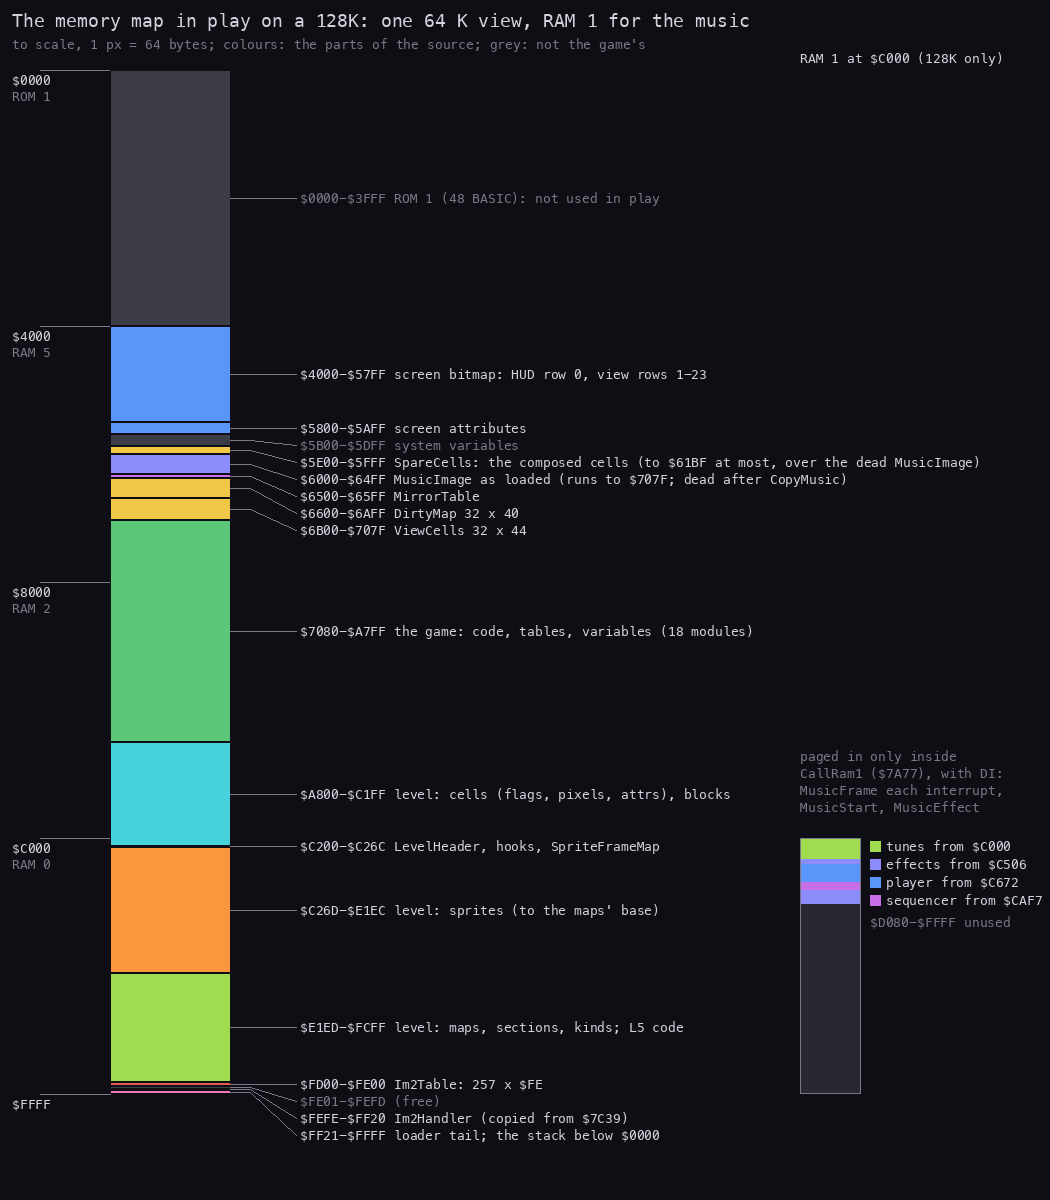 The memory map in play on a 128K: one 64 K view, RAM 1 for the music
to scale, 1 px = 64 bytes; colours: the parts of the source; grey: not the game's
RAM 1 at $C000 (128K only)
$0000
ROM 1
$0000–$3FFF ROM 1 (48 BASIC): not used in play
$4000
RAM 5
$4000–$57FF screen bitmap: HUD row 0, view rows 1–23
$5800–$5AFF screen attributes
$5B00–$5DFF system variables
$5E00–$5FFF SpareCells: the composed cells (to $61BF at most, over the dead MusicImage)
$6000–$64FF MusicImage as loaded (runs to $707F; dead after CopyMusic)
$6500–$65FF MirrorTable
$6600–$6AFF DirtyMap 32 x 40
$6B00–$707F ViewCells 32 x 44
$8000
RAM 2
$7080–$A7FF the game: code, tables, variables (18 modules)
paged in only inside
CallRam1 ($7A77), with DI:
MusicFrame each interrupt,
MusicStart, MusicEffect
$A800–$C1FF level: cells (flags, pixels, attrs), blocks
$C000
RAM 0
$C200–$C26C LevelHeader, hooks, SpriteFrameMap
tunes from $C000
effects from $C506
player from $C672
sequencer from $CAF7
$D080–$FFFF unused
$C26D–$E1EC level: sprites (to the maps' base)
$E1ED–$FCFF level: maps, sections, kinds; L5 code
$FD00–$FE00 Im2Table: 257 x $FE
$FE01–$FEFD (free)
$FFFF
$FEFE–$FF20 Im2Handler (copied from $7C39)
$FF21–$FFFF loader tail; the stack below $0000